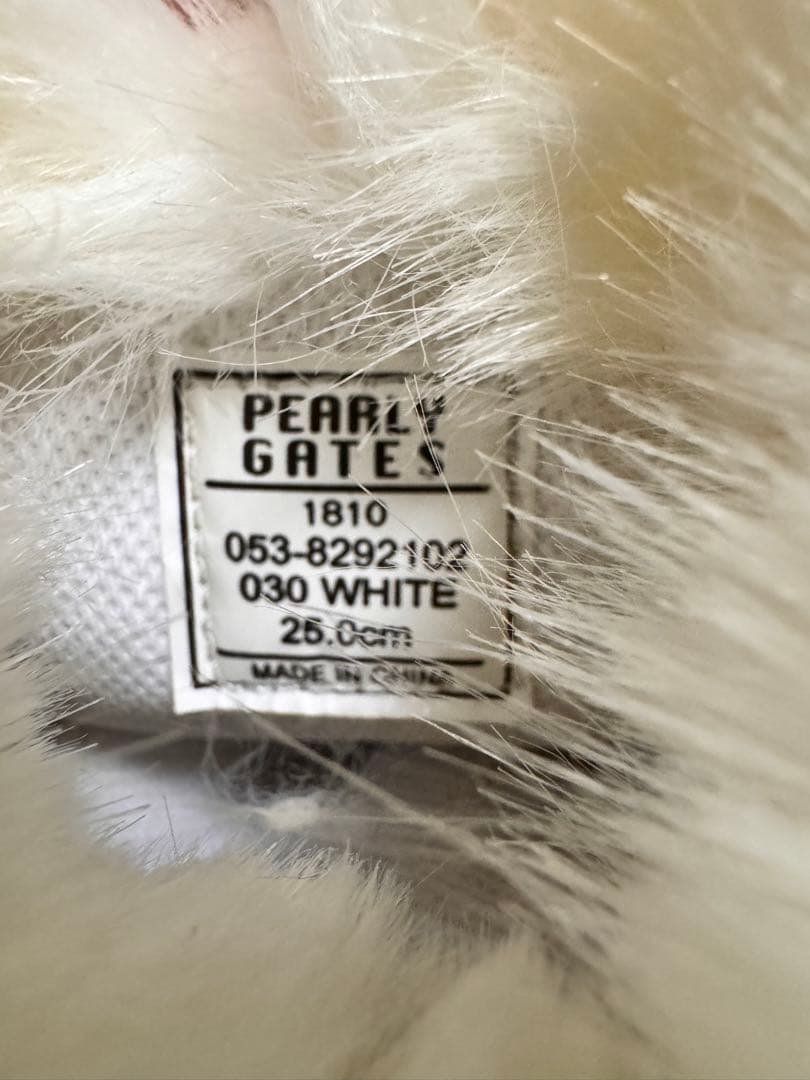 PEARLY
GATES
1810
053-8292102
030 WHITE
25.0cm
MADE IN CHINA